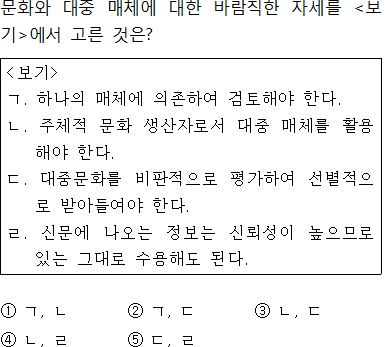 문화와 대중 매체에 대한 바람직한 자세를 <보
기>에서 고른 것은?
<보기>
ㄱ. 하나의 매체에 의존하여 검토해야 한다.
ㄴ. 주체적 문화 생산자로서 대중 매체를 활용
해야 한다.
ㄷ. 대중문화를 비판적으로 평가하여 선별적으
로 받아들여야 한다.
ㄹ. 신문에 나오는 정보는 신뢰성이 높으므로
있는 그대로 수용해도 된다.
① ㄱ, ㄴ ② ㄱ, ㄷ ③ ㄴ, ㄷ
④ ㄴ, ㄹ ⑤ ㄷ, ㄹ